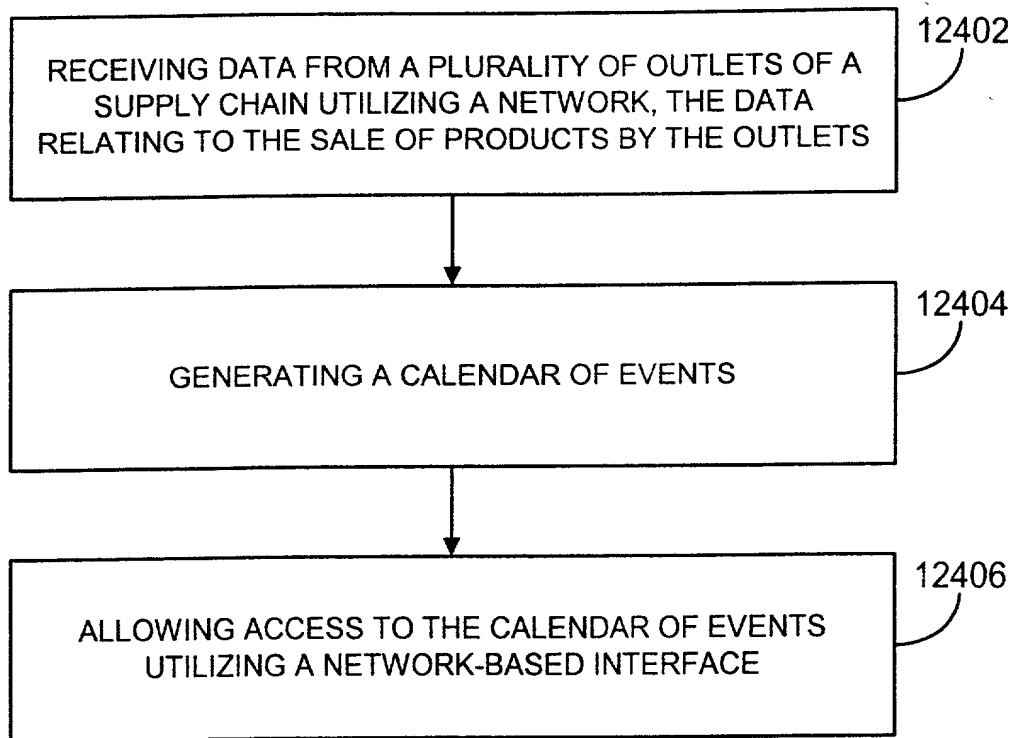 12402
RECEIVING DATA FROM A PLURALITY OF OUTLETS OF A
SUPPLY CHAIN UTILIZING A NETWORK, THE DATA
RELATING TO THE SALE OF PRODUCTS BY THE OUTLETS
12404
GENERATING A CALENDAR OF EVENTS
12406
ALLOWING ACCESS TO THE CALENDAR OF EVENTS
UTILIZING A NETWORK-BASED INTERFACE